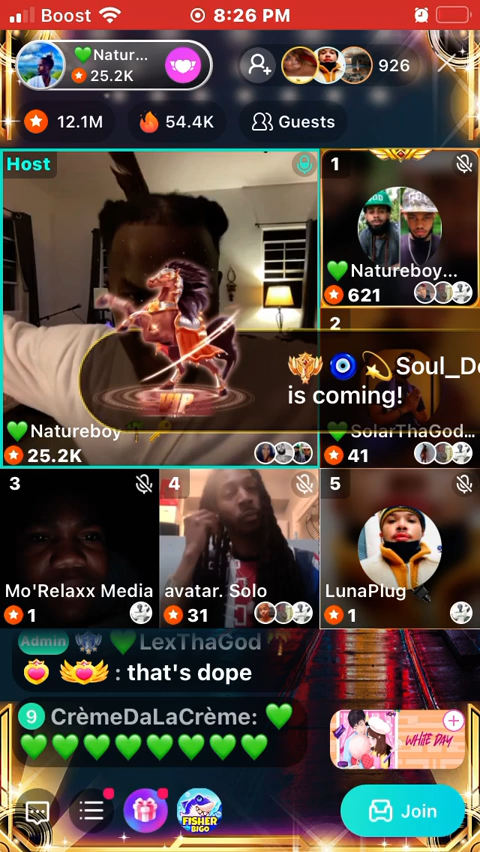 Boost 8:26 PM
Natur...
25.2K
926
12.1M 54.4K Guests
Host
1
Natureboy...
621
2
VIP
Soul_De
is coming!
Natureboy
25.2K
SolarThaGod...
41
3
Mo'Relaxx Media
1
4
avatar. Solo
31
5
LunaPlug
1
Admin LexThaGod
: that's dope
9 CrèmeDaLaCrème:
WHITE DAY
FISHER
BIGO
Join